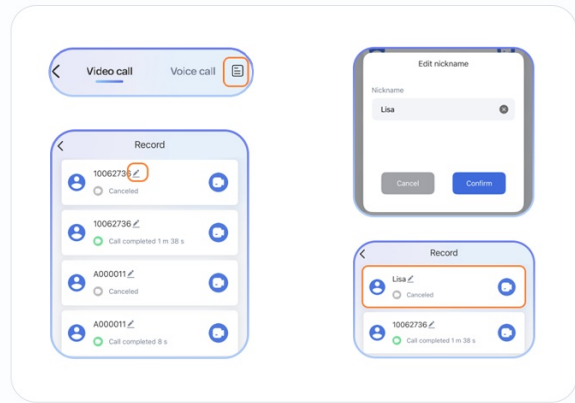 Video call
Voice call
Record
10062736
Canceled
10062736
Call completed 1 m 38 s
A000011
Canceled
A000011
Call completed 8 s
Edit nickname
Nickname
Lisa
Cancel
Confirm
Record
Lisa
Canceled
10062736
Call completed 1 m 38 s